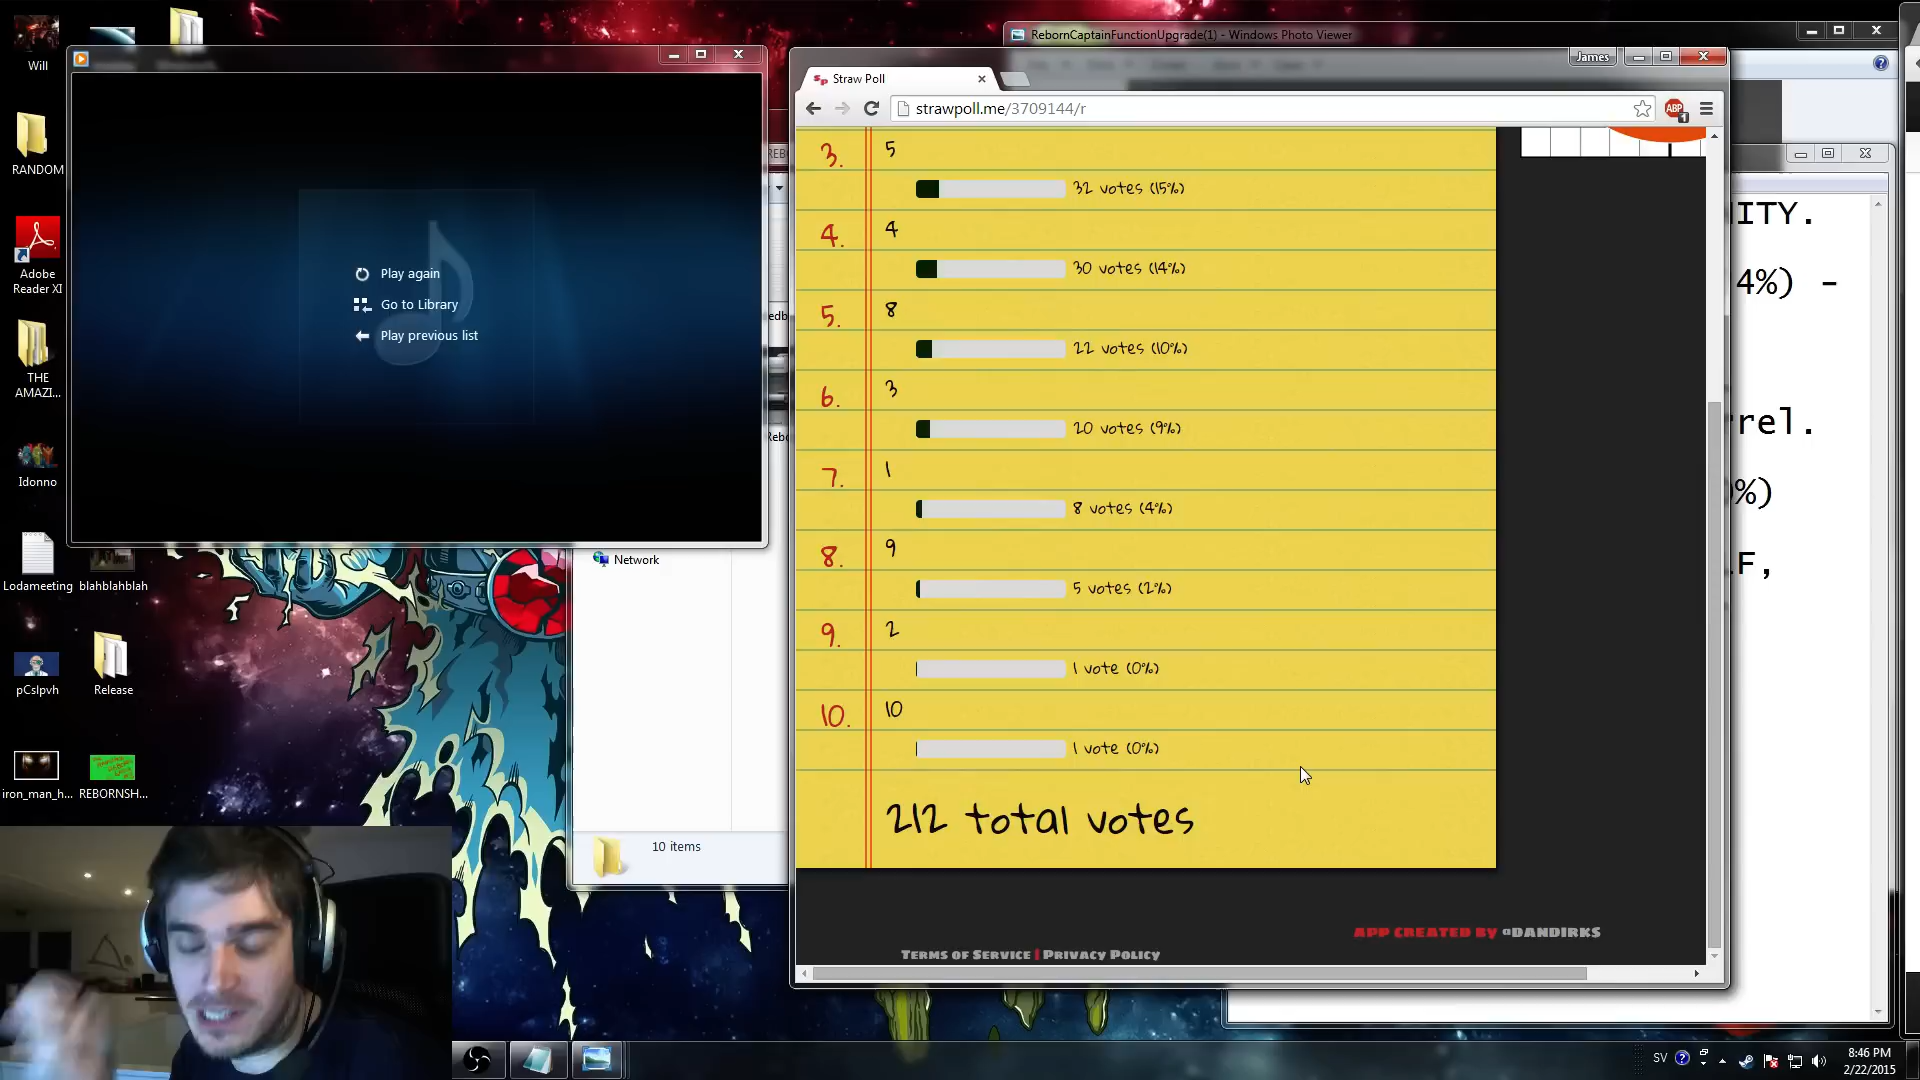 Will
RANDOM
Adobe
Reader XI
THE
AMAZI...
Idonno
Lodameeting
blahblahblah
pCslpvh
Release
iron_man_h...
REBORNSH...
Play again
Go to Library
Play previous list
Network
10 items
RebornCaptainFunctionUpgrade(1) - Windows Photo Viewer
James
Straw Poll
strawpoll.me/3709144/r
ABP
1
3. 5
32 votes (15%)
4. 4
30 votes (14%)
5. 8
22 votes (10%)
6. 3
20 votes (9%)
7. 1
8 votes (4%)
8. 9
5 votes (2%)
9. 2
1 vote (0%)
10. 10
1 vote (0%)
212 total votes
APP CREATED BY @DANDIRKS
TERMS OF SERVICE | PRIVACY POLICY
ITY.
4%) -
rel.
%)
F,
SV
8:46 PM
2/22/2015